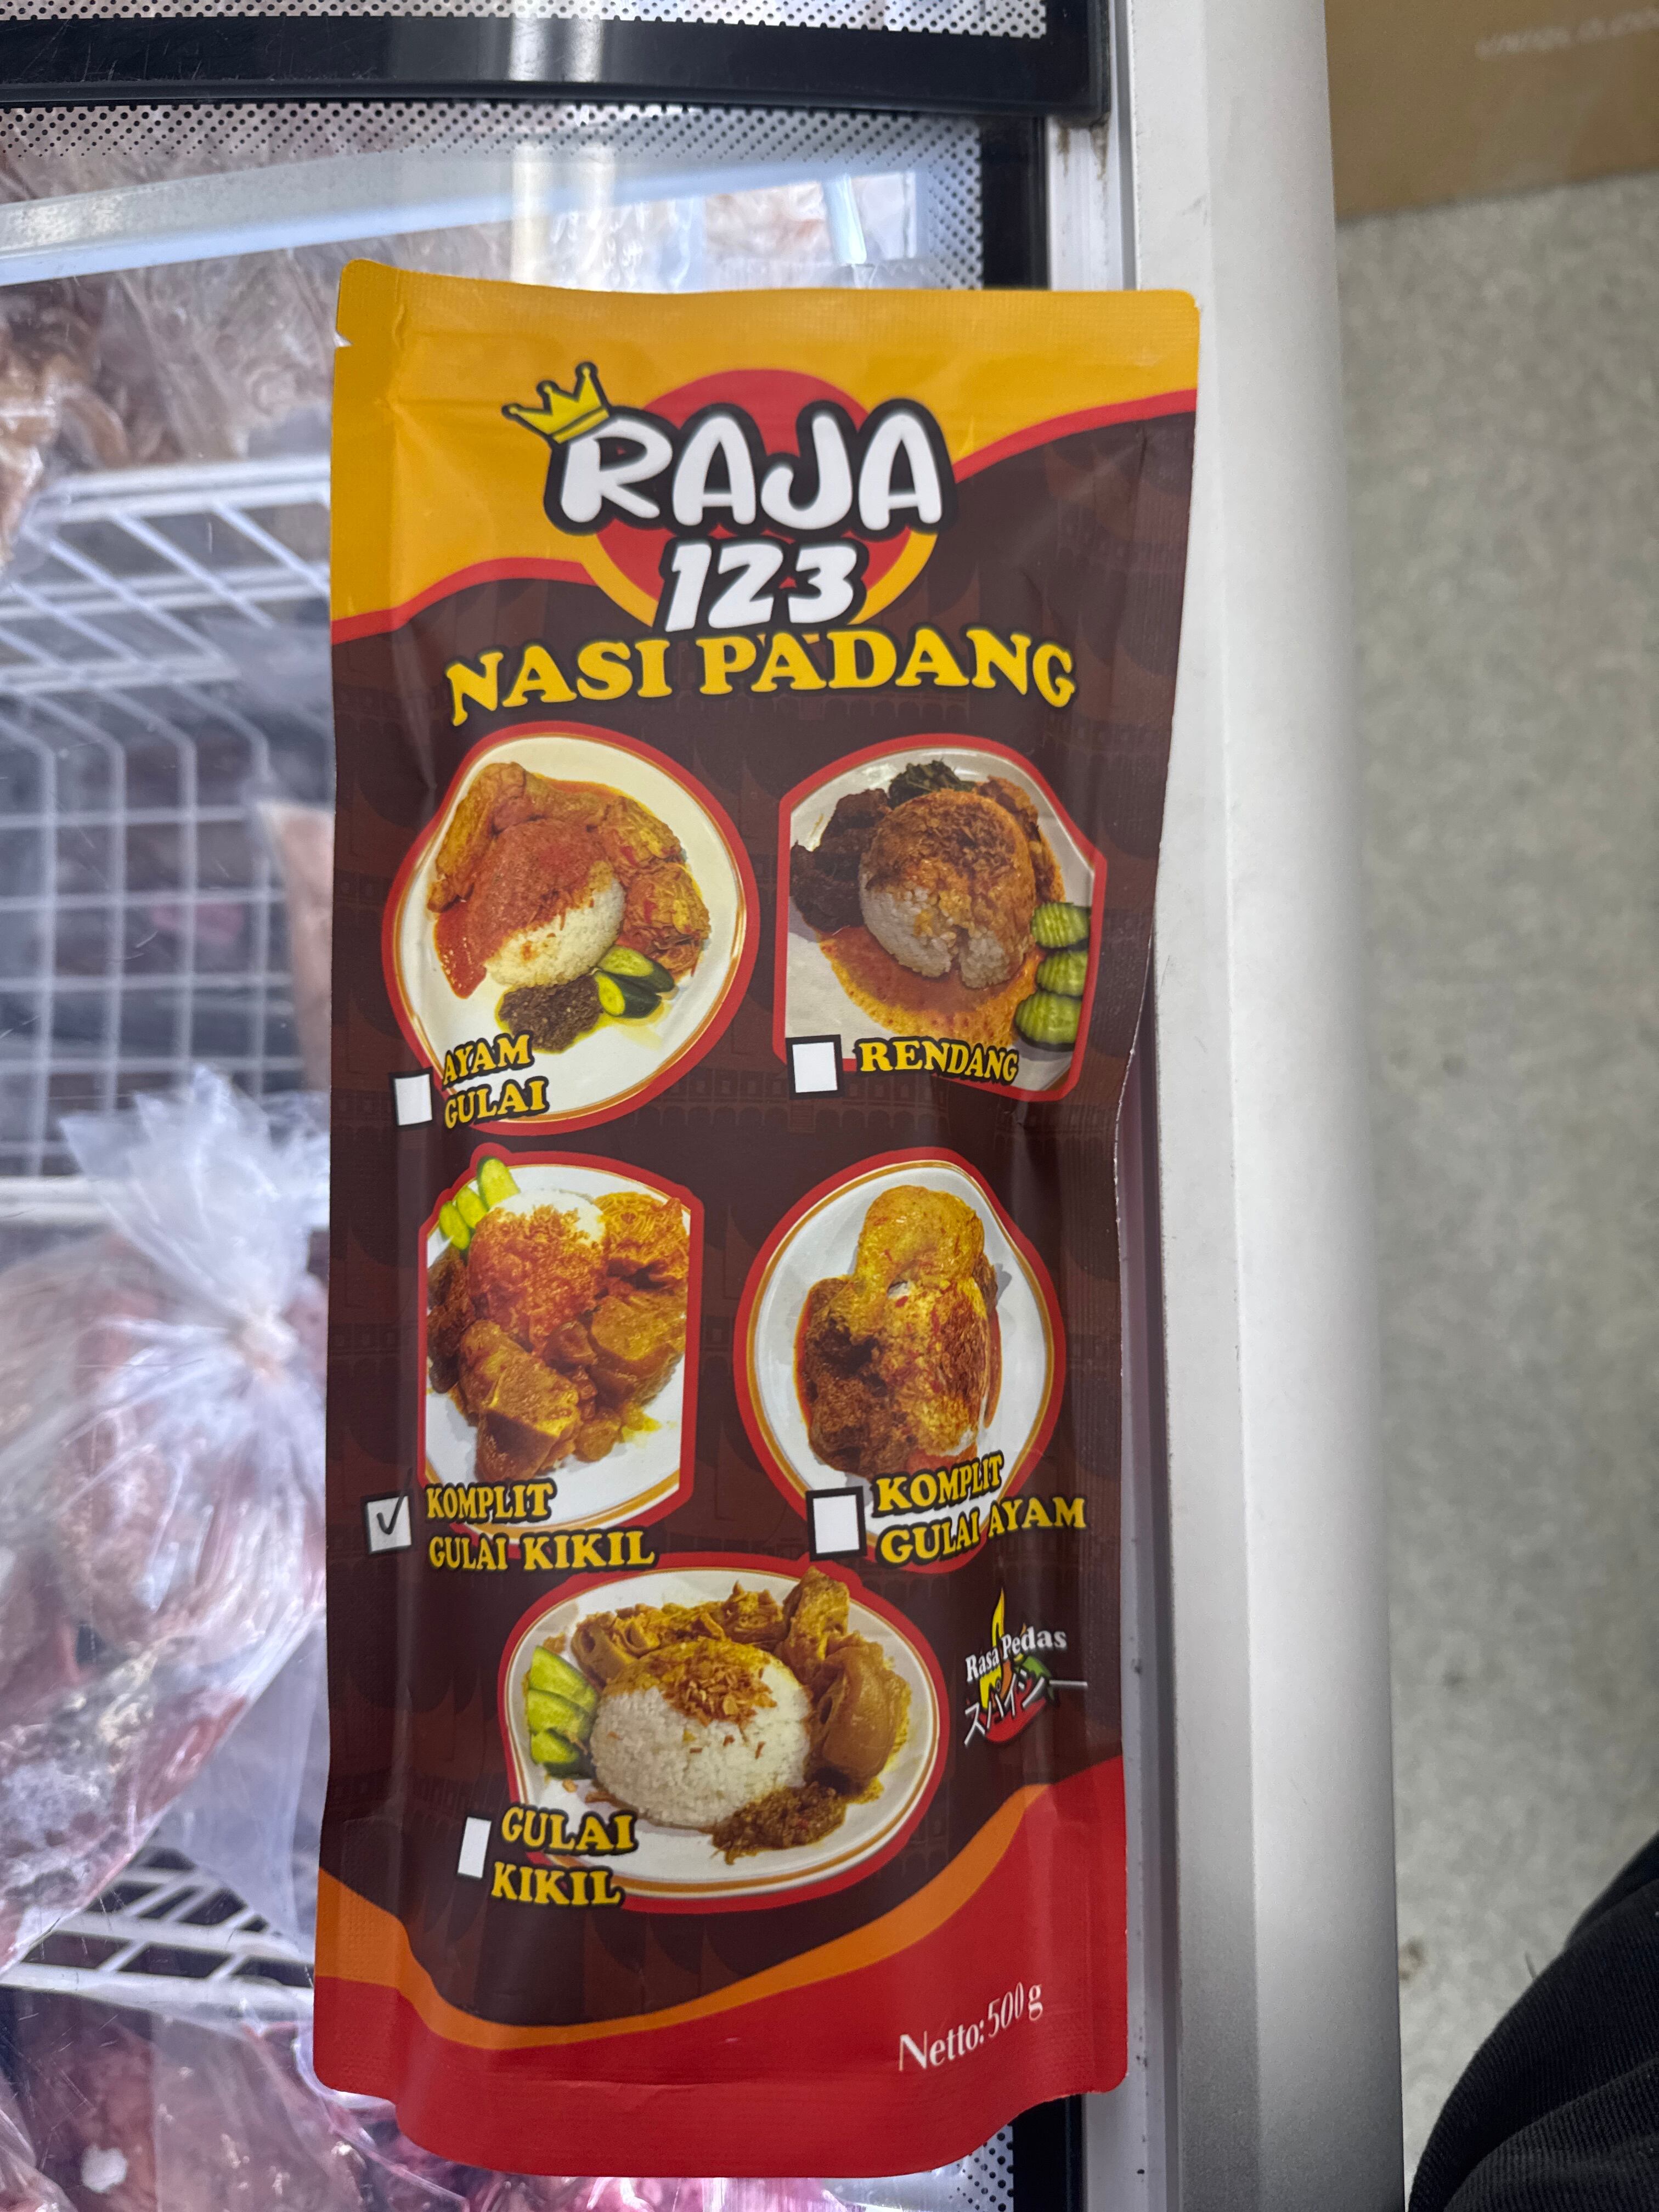 RAJA
123
NASI PADANG
AYAM
GULAI
RENDANG
KOMPLIT
GULAI KIKIL
KOMPLIT
GULAI AYAM
Rasa Pedas
スパイシー
GULAI
KIKIL
Netto: 500 g